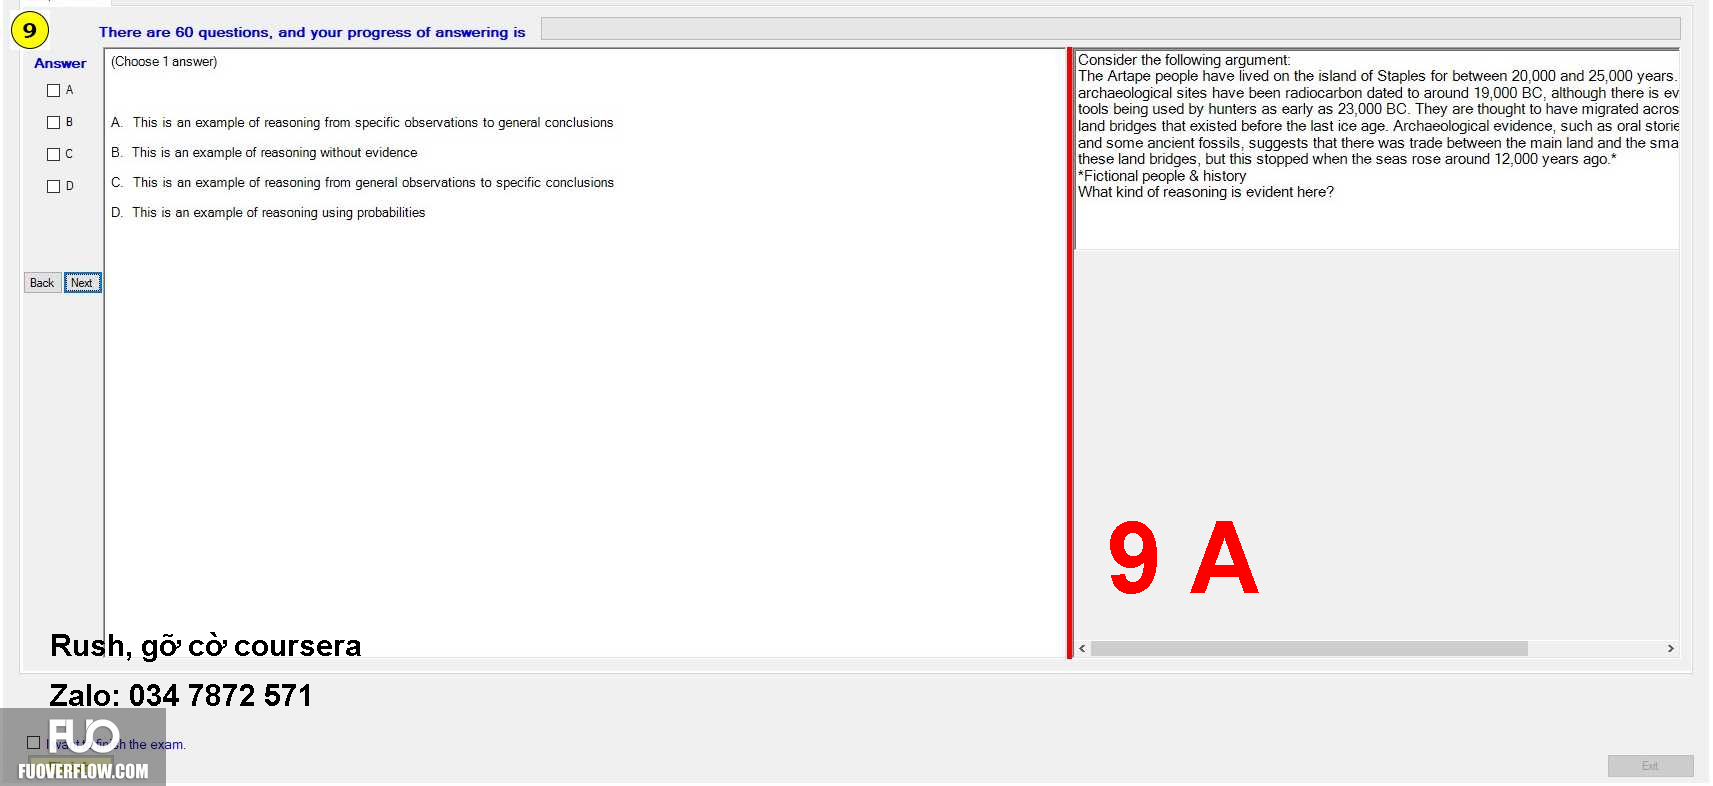 9
There are 60 questions, and your progress of answering is
Answer
A
B
C
D
Back Next
(Choose 1 answer)
A. This is an example of reasoning from specific observations to general conclusions
B. This is an example of reasoning without evidence
C. This is an example of reasoning from general observations to specific conclusions
D. This is an example of reasoning using probabilities
Consider the following argument:
The Artape people have lived on the island of Staples for between 20,000 and 25,000 years.
archaeological sites have been radiocarbon dated to around 19,000 BC, although there is ev
tools being used by hunters as early as 23,000 BC. They are thought to have migrated acros
land bridges that existed before the last ice age. Archaeological evidence, such as oral storie
and some ancient fossils, suggests that there was trade between the main land and the sma
these land bridges, but this stopped when the seas rose around 12,000 years ago.*
*Fictional people & history
What kind of reasoning is evident here?
9 A
Rush, gỡ cờ coursera
Zalo: 034 7872 571
I want to finish the exam.
FUO
FUOVERFLOW.COM
Exit